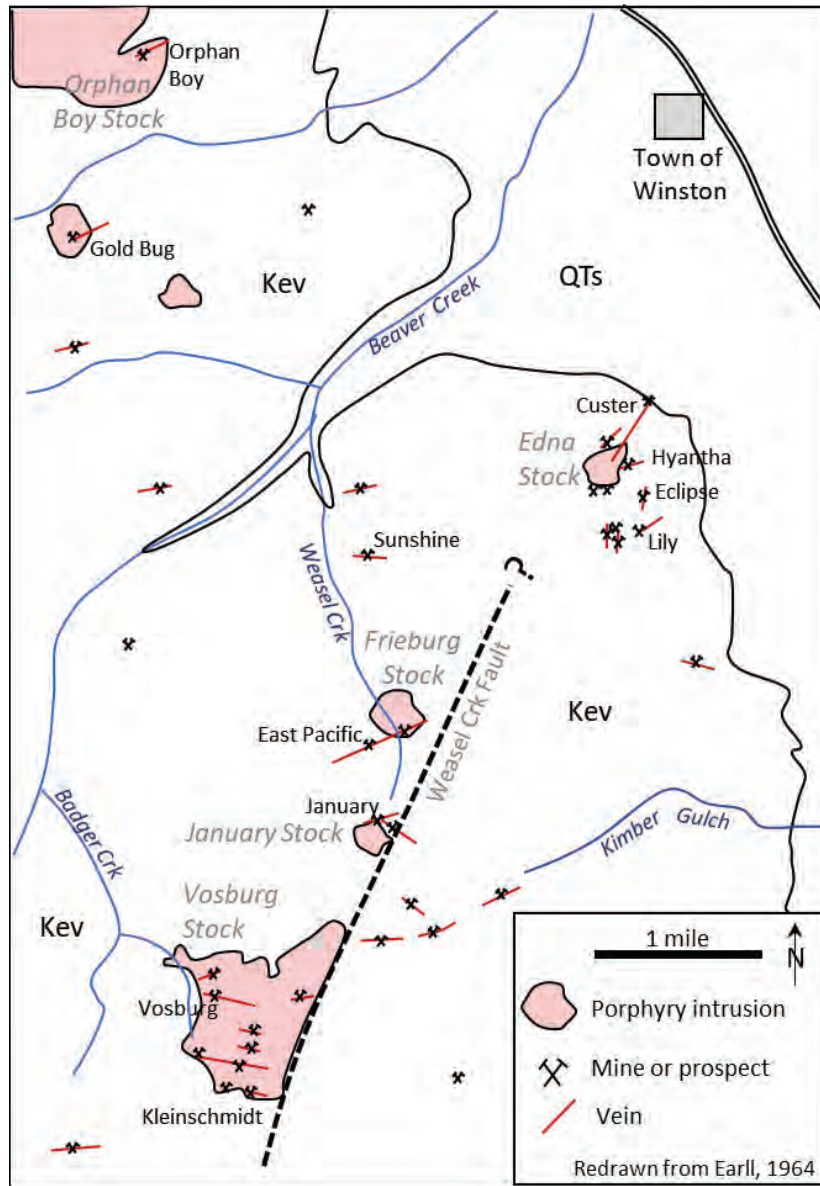 Orphan
Boy
Orphan
Boy Stock
Town of
Winston
Gold Bug
Kev
QTs
Beaver Creek
Custer
Edna
Stock
Hyantha
Eclipse
Lily
Sunshine
?
Weasel Crk
Frieburg
Stock
Weasel Crk Fault
Kev
East Pacific
January
January Stock
Kimber Gulch
Badger Crk
Vosburg
Stock
Kev
Vosburg
Kleinschmidt
1 mile
N
Porphyry intrusion
Mine or prospect
Vein
Redrawn from Earll, 1964